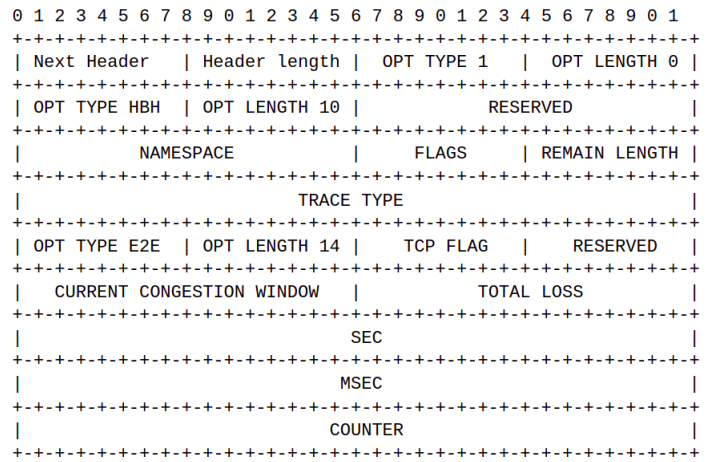 0 1 2 3 4 5 6 7 8 9 0 1 2 3 4 5 6 7 8 9 0 1 2 3 4 5 6 7 8 9 0 1
+-+-+-+-+-+-+-+-+-+-+-+-+-+-+-+-+-+-+-+-+-+-+-+-+-+-+-+-+-+-+-+-+
| Next Header   | Header length |  OPT TYPE 1   |  OPT LENGTH 0 |
+-+-+-+-+-+-+-+-+-+-+-+-+-+-+-+-+-+-+-+-+-+-+-+-+-+-+-+-+-+-+-+-+
| OPT TYPE HBH  | OPT LENGTH 10 |            RESERVED           |
+-+-+-+-+-+-+-+-+-+-+-+-+-+-+-+-+-+-+-+-+-+-+-+-+-+-+-+-+-+-+-+-+
|           NAMESPACE           |     FLAGS     | REMAIN LENGTH |
+-+-+-+-+-+-+-+-+-+-+-+-+-+-+-+-+-+-+-+-+-+-+-+-+-+-+-+-+-+-+-+-+
|                          TRACE TYPE                           |
+-+-+-+-+-+-+-+-+-+-+-+-+-+-+-+-+-+-+-+-+-+-+-+-+-+-+-+-+-+-+-+-+
| OPT TYPE E2E  | OPT LENGTH 14 |    TCP FLAG   |    RESERVED   |
+-+-+-+-+-+-+-+-+-+-+-+-+-+-+-+-+-+-+-+-+-+-+-+-+-+-+-+-+-+-+-+-+
|   CURRENT CONGESTION WINDOW   |           TOTAL LOSS          |
+-+-+-+-+-+-+-+-+-+-+-+-+-+-+-+-+-+-+-+-+-+-+-+-+-+-+-+-+-+-+-+-+
|                               SEC                             |
+-+-+-+-+-+-+-+-+-+-+-+-+-+-+-+-+-+-+-+-+-+-+-+-+-+-+-+-+-+-+-+-+
|                              MSEC                             |
+-+-+-+-+-+-+-+-+-+-+-+-+-+-+-+-+-+-+-+-+-+-+-+-+-+-+-+-+-+-+-+-+
|                             COUNTER                           |
+-+-+-+-+-+-+-+-+-+-+-+-+-+-+-+-+-+-+-+-+-+-+-+-+-+-+-+-+-+-+-+-+